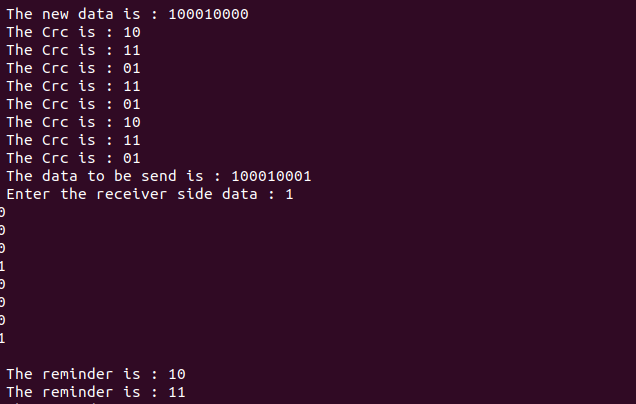 The new data is : 100010000
The Crc is : 10
The Crc is : 11
The Crc is : 01
The Crc is : 11
The Crc is : 01
The Crc is : 10
The Crc is : 11
The Crc is : 01
The data to be send is : 100010001
Enter the receiver side data : 1
0
0
0
1
0
0
0
1
The reminder is : 10
The reminder is : 11